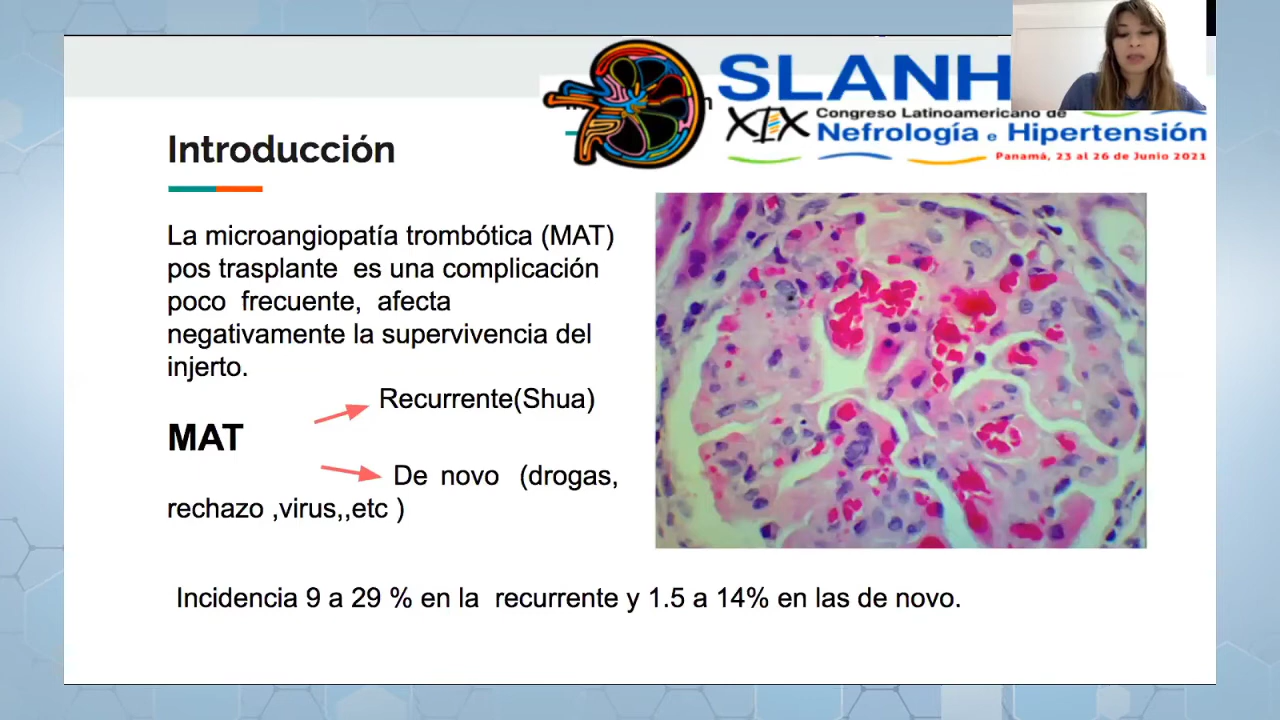 SLANH
XIX
Congreso Latinoamericano de
Nefrología e Hipertensión
Panamá, 23 al 26 de Junio 2021
Introducción
La microangiopatía trombótica (MAT)
pos trasplante es una complicación
poco frecuente, afecta
negativamente la supervivencia del
injerto.
Recurrente(Shua)
MAT
De novo (drogas,
rechazo ,virus,,etc )
Incidencia 9 a 29 % en la recurrente y 1.5 a 14% en las de novo.